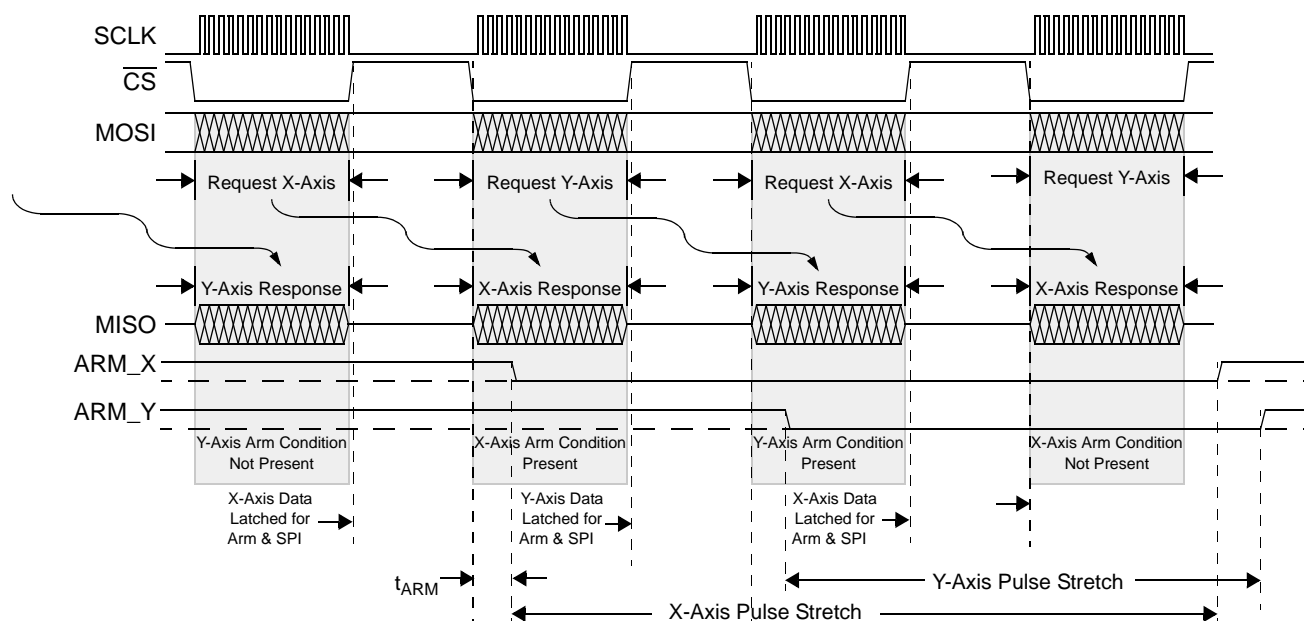 SCLK
CS
MOSI
Request X-Axis
Request Y-Axis
Request X-Axis
Request Y-Axis
Y-Axis Response
X-Axis Response
Y-Axis Response
X-Axis Response
MISO
ARM_X
ARM_Y
Y-Axis Arm Condition
Not Present
X-Axis Arm Condition
Present
Y-Axis Arm Condition
Present
X-Axis Arm Condition
Not Present
X-Axis Data
Latched for
Arm & SPI
Y-Axis Data
Latched for
Arm & SPI
X-Axis Data
Latched for
Arm & SPI
tARM
Y-Axis Pulse Stretch
X-Axis Pulse Stretch